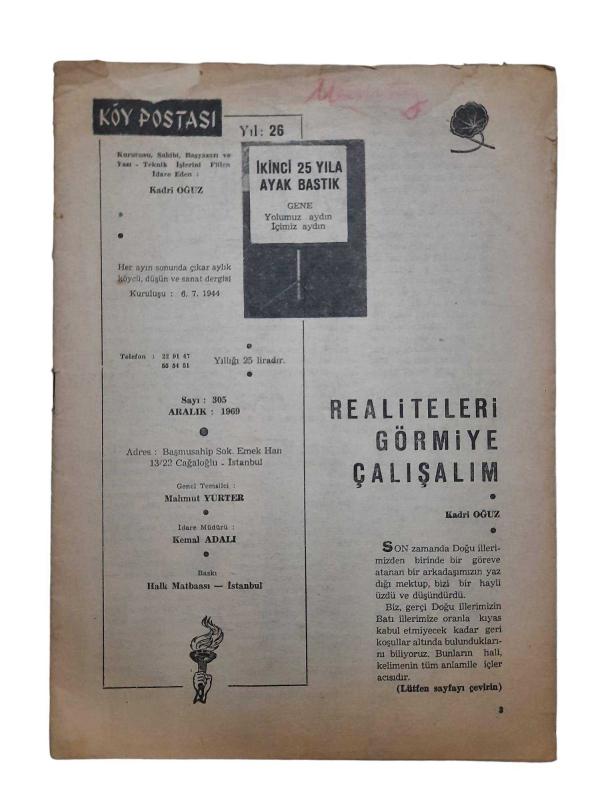 KÖY POSTASI
Yıl: 26
Kurucusu, Sahibi, Başyazarı ve
Yazı - Teknik İşlerini Fiilen
İdare Eden :
Kadri OĞUZ
Her ayın sonunda çıkar aylık
köycü, düşün ve sanat dergisi
Kuruluşu : 6. 7. 1944
Telefon : 22 91 47
55 54 51
Yıllığı 25 liradır.
Sayı : 305
ARALIK : 1969
Adres : Başmusahip Sok. Emek Han
13/22 Cağaloğlu - İstanbul
Genel Temsilci :
Mahmut YURTER
İdare Müdürü :
Kemal ADALI
Baskı
Halk Matbaası — İstanbul
İKİNCİ 25 YILA
AYAK BASTIK
GENE
Yolumuz aydın
İçimiz aydın
REALİTELERİ
GÖRMİYE
ÇALIŞALIM
Kadri OĞUZ
SON zamanda Doğu illeri-
mizden birinde bir göreve
atanan bir arkadaşımızın yaz
dığı mektup, bizi bir hayli
üzdü ve düşündürdü.
Biz, gerçi Doğu illerimizin
Batı illerimize oranla kıyas
kabul etmiyecek kadar geri
koşullar altında bulundukları-
nı biliyoruz. Bunların hali,
kelimenin tüm anlamile içler
acısıdır.
(Lütfen sayfayı çevirin)
3